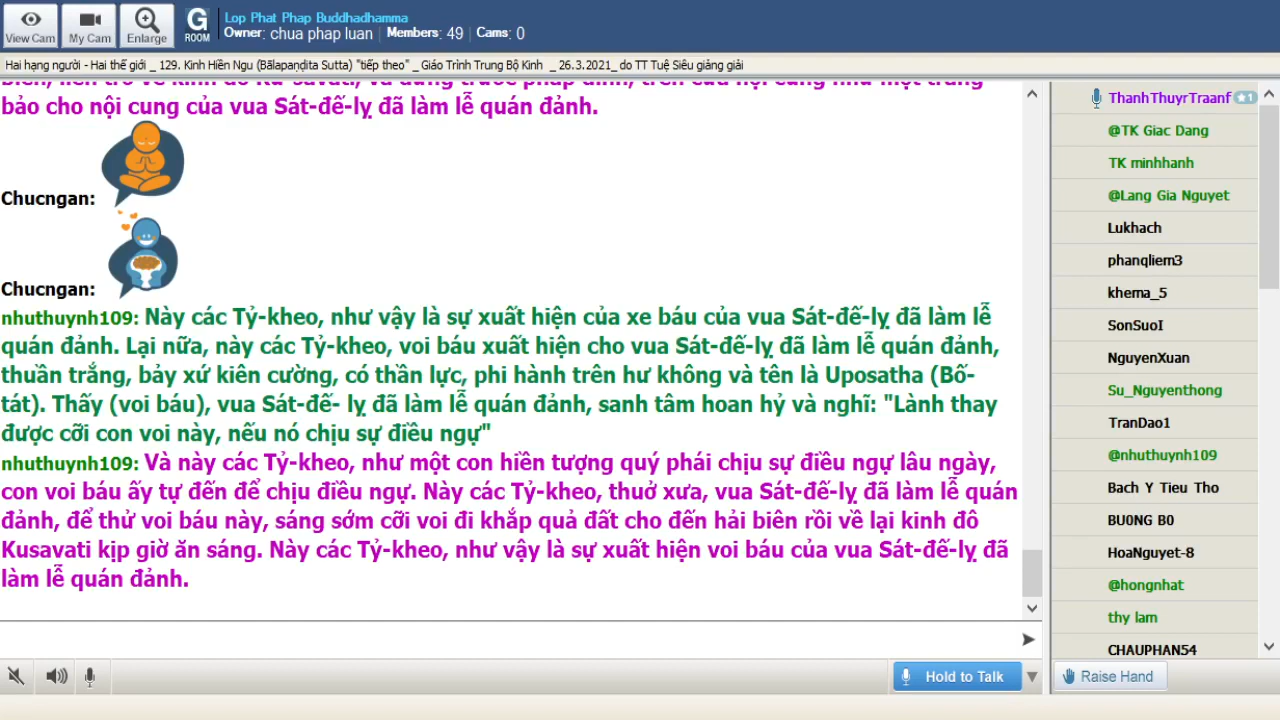 View Cam
My Cam
Enlarge
G
ROOM
Lop Phat Phap Buddhadhamma
Owner: chua phap luan | Members: 49 | Cams: 0
Hai hạng người - Hai thế giới _ 129. Kinh Hiền Ngu (Bālapaṇḍita Sutta) "tiếp theo" _ Giáo Trình Trung Bộ Kinh _ 26.3.2021_ do TT Tuệ Siêu giảng giải
bảo cho nội cung của vua Sát-đế-lỵ đã làm lễ quán đảnh.
Chucngan:
Chucngan:
nhuthuynh109: Này các Tỷ-kheo, như vậy là sự xuất hiện của xe báu của vua Sát-đế-lỵ đã làm lễ
quán đảnh. Lại nữa, này các Tỷ-kheo, voi báu xuất hiện cho vua Sát-đế-lỵ đã làm lễ quán đảnh,
thuần trắng, bảy xứ kiên cường, có thần lực, phi hành trên hư không và tên là Uposatha (Bố-
tát). Thấy (voi báu), vua Sát-đế- lỵ đã làm lễ quán đảnh, sanh tâm hoan hỷ và nghĩ: "Lành thay
được cỡi con voi này, nếu nó chịu sự điều ngự"
nhuthuynh109: Và này các Tỷ-kheo, như một con hiền tượng quý phái chịu sự điều ngự lâu ngày,
con voi báu ấy tự đến để chịu điều ngự. Này các Tỷ-kheo, thuở xưa, vua Sát-đế-lỵ đã làm lễ quán
đảnh, để thử voi báu này, sáng sớm cỡi voi đi khắp quả đất cho đến hải biên rồi về lại kinh đô
Kusavati kịp giờ ăn sáng. Này các Tỷ-kheo, như vậy là sự xuất hiện voi báu của vua Sát-đế-lỵ đã
làm lễ quán đảnh.
Hold to Talk
ThanhThuyrTraanf 1
@TK Giac Dang
TK minhhanh
@Lang Gia Nguyet
Lukhach
phanqliem3
khema_5
SonSuoI
NguyenXuan
Su_Nguyenthong
TranDao1
@nhuthuynh109
Bach Y Tieu Tho
BU0NG B0
HoaNguyet-8
@hongnhat
thy lam
CHAUPHAN54
Raise Hand